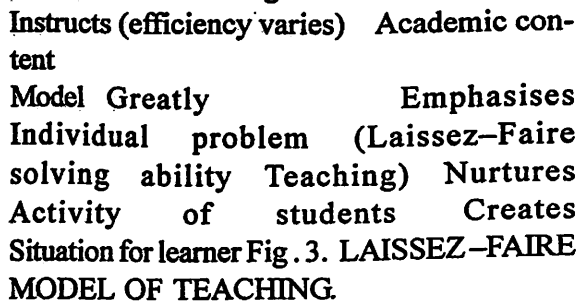 Instructs (efficiency varies) Academic con-
tent
Model Greatly Emphasises
Individual problem (Laissez–Faire
solving ability Teaching) Nurtures
Activity of students Creates
Situation for learner Fig. 3. LAISSEZ–FAIRE
MODEL OF TEACHING.